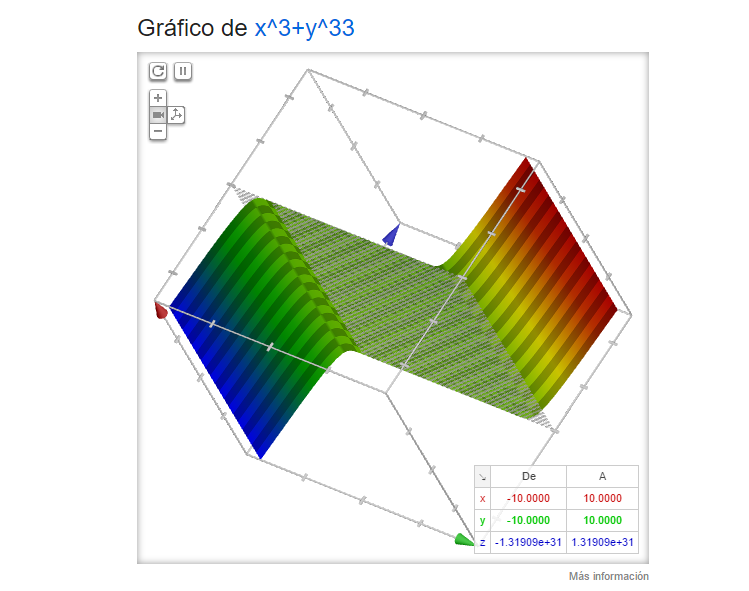 Gráfico de x^3+y^33
De A
x -10.0000 10.0000
y -10.0000 10.0000
z -1.31909e+31 1.31909e+31
Más información